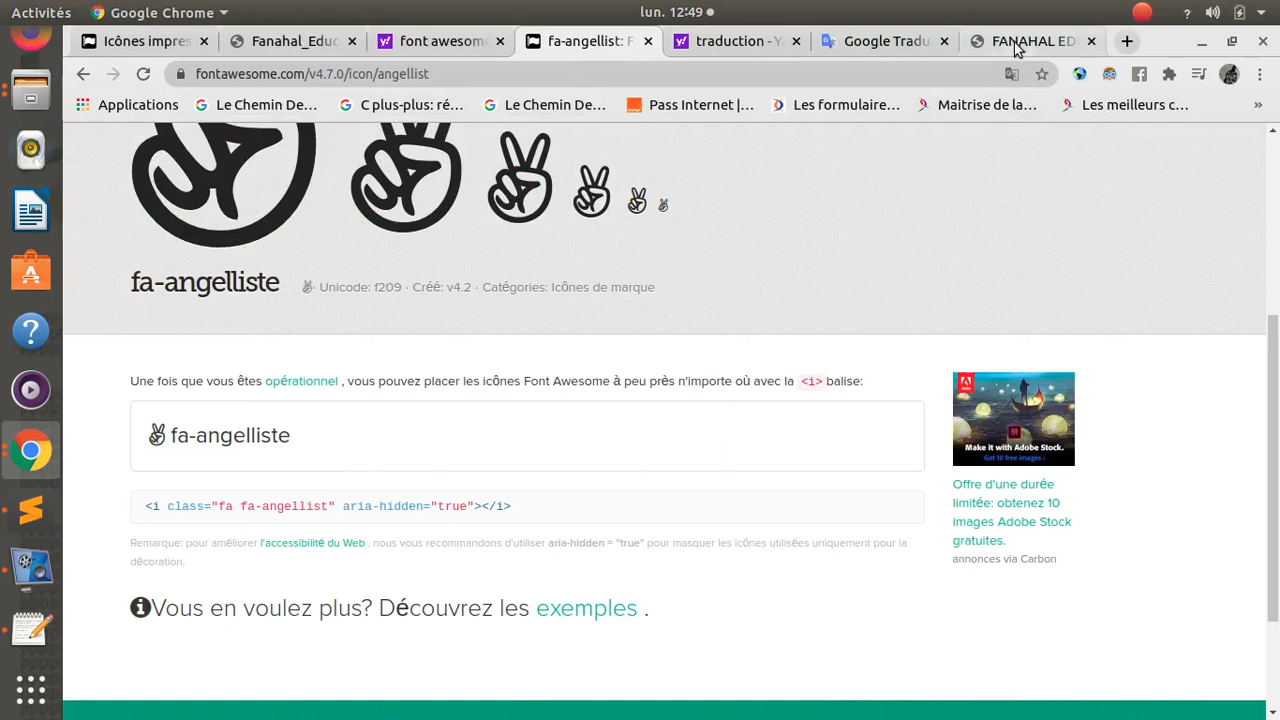 Activités Google Chrome lun. 12:49
Icônes impres Fanahal_Educ font awesom fa-angellist: F traduction - Y Google Tradu FANAHAL ED
fontawesome.com/v4.7.0/icon/angellist
Applications Le Chemin De... C plus-plus: ré... Le Chemin De... Pass Internet |... Les formulaire... Maitrise de la... Les meilleurs c... »
fa-angelliste · Unicode: f209 · Créé: v4.2 · Catégories: Icônes de marque
Une fois que vous êtes opérationnel , vous pouvez placer les icônes Font Awesome à peu près n'importe où avec la <i> balise:
fa-angelliste
<i class="fa fa-angellist" aria-hidden="true"></i>
Remarque: pour améliorer l'accessibilité du Web , nous vous recommandons d'utiliser aria-hidden = "true" pour masquer les icônes utilisées uniquement pour la
décoration.
Vous en voulez plus? Découvrez les exemples .
Make it with Adobe Stock.
Get 10 free images ›
Offre d'une durée
limitée: obtenez 10
images Adobe Stock
gratuites.
annonces via Carbon